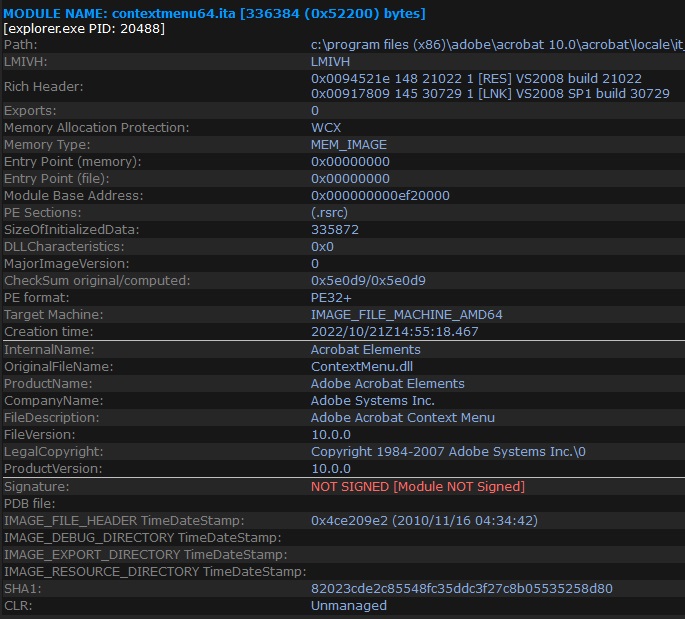 MODULE NAME: contextmenu64.ita [336384 (0x52200) bytes]
[explorer.exe PID: 20488]
Path: c:\program files (x86)\adobe\acrobat 10.0\acrobat\locale\it_
LMIVH: LMIVH
Rich Header: 0x0094521e 148 21022 1 [RES] VS2008 build 21022
0x00917809 145 30729 1 [LNK] VS2008 SP1 build 30729
Exports: 0
Memory Allocation Protection: WCX
Memory Type: MEM_IMAGE
Entry Point (memory): 0x00000000
Entry Point (file): 0x00000000
Module Base Address: 0x000000000ef20000
PE Sections: (.rsrc)
SizeOfInitializedData: 335872
DLLCharacteristics: 0x0
MajorImageVersion: 0
CheckSum original/computed: 0x5e0d9/0x5e0d9
PE format: PE32+
Target Machine: IMAGE_FILE_MACHINE_AMD64
Creation time: 2022/10/21Z14:55:18.467
InternalName: Acrobat Elements
OriginalFileName: ContextMenu.dll
ProductName: Adobe Acrobat Elements
CompanyName: Adobe Systems Inc.
FileDescription: Adobe Acrobat Context Menu
FileVersion: 10.0.0
LegalCopyright: Copyright 1984-2007 Adobe Systems Inc.\0
ProductVersion: 10.0.0
Signature: NOT SIGNED [Module NOT Signed]
PDB file:
IMAGE_FILE_HEADER TimeDateStamp: 0x4ce209e2 (2010/11/16 04:34:42)
IMAGE_DEBUG_DIRECTORY TimeDateStamp:
IMAGE_EXPORT_DIRECTORY TimeDateStamp:
IMAGE_RESOURCE_DIRECTORY TimeDateStamp:
SHA1: 82023cde2c85548fc35ddc3f27c8b05535258d80
CLR: Unmanaged